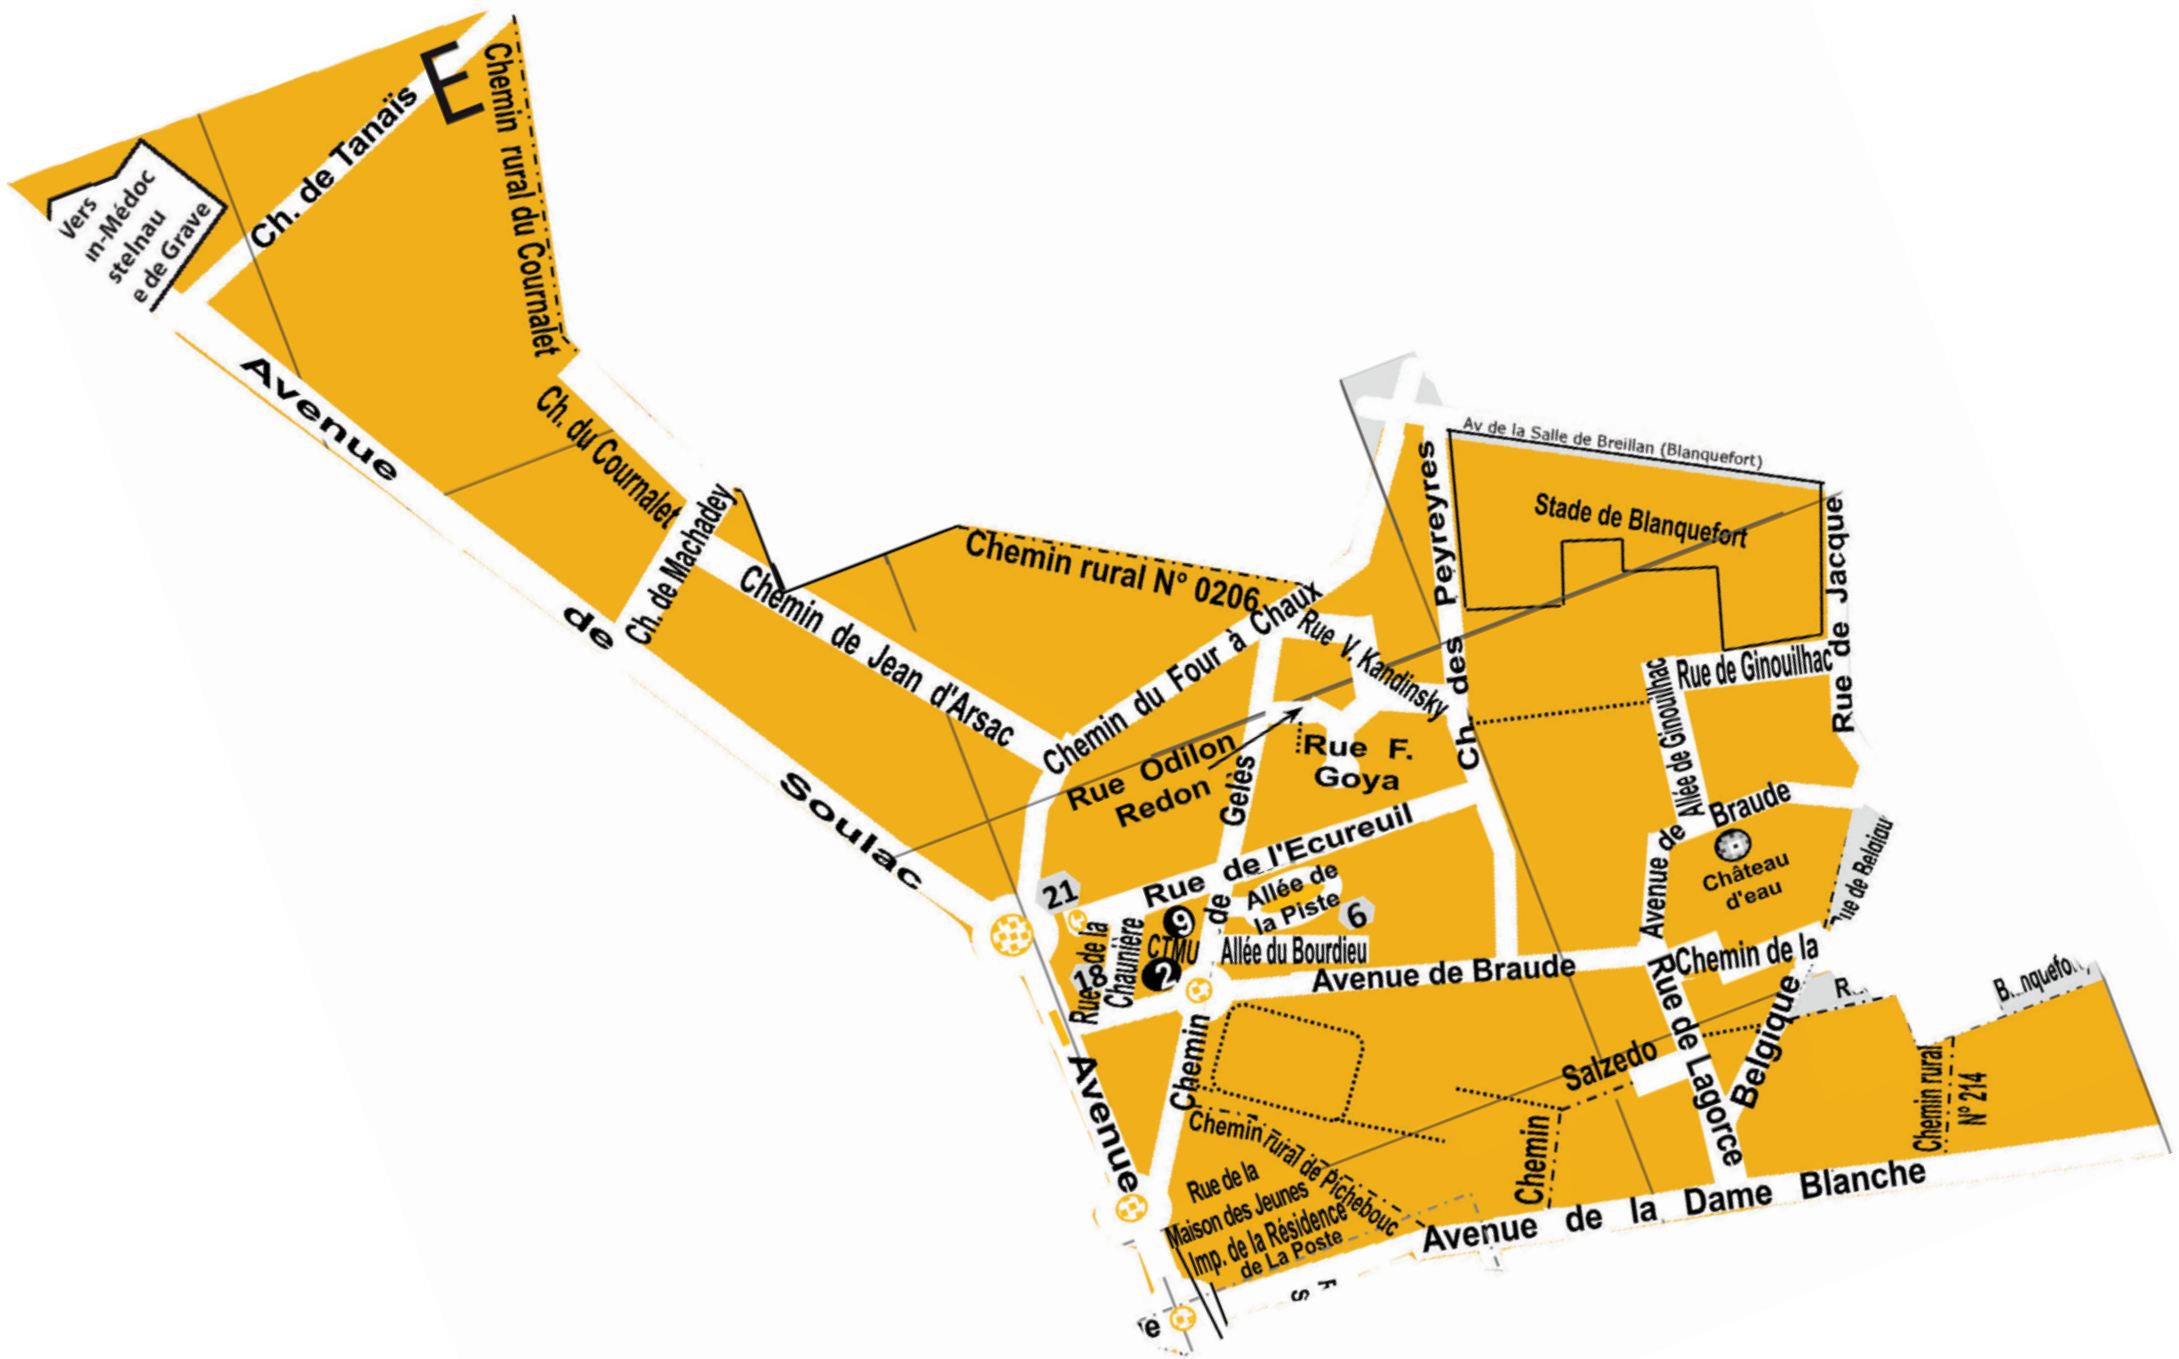 E
Ch. de Tanaïs
Chemin rural du Cournalet
Vers
in-Médoc
stelnau
e de Grave
Avenue
de
Soulac
Ch. du Cournalet
Ch. de Machadey
Chemin de Jean d'Arsac
Chemin rural N° 0206
Chemin du Four à Chaux
Rue V. Kandinsky
Ch. des Peyreyres
Av de la Salle de Breillan (Blanquefort)
Stade de Blanquefort
Rue de Jacque
Rue de Ginouilhac
Allée de Ginouilhac
Rue Odilon
Redon
Rue F.
Goya
Chemin de Gelès
Rue de l'Ecureuil
Allée de
la Piste
Allée du Bourdieu
21
9
CTMU
2
18
6
Rue de la
Chaunière
Avenue de Braude
Avenue de Braude
Château
d'eau
ue de Belgiqu
Chemin de la
Belgique
Rue de Lagorce
Chemin Salzedo
R
B nquefor
Chemin rural
N° 214
Avenue
Chemin rural de Pichebouc
Rue de la
Maison des Jeunes
Imp. de la Résidence
de La Poste
Avenue de la Dame Blanche
e